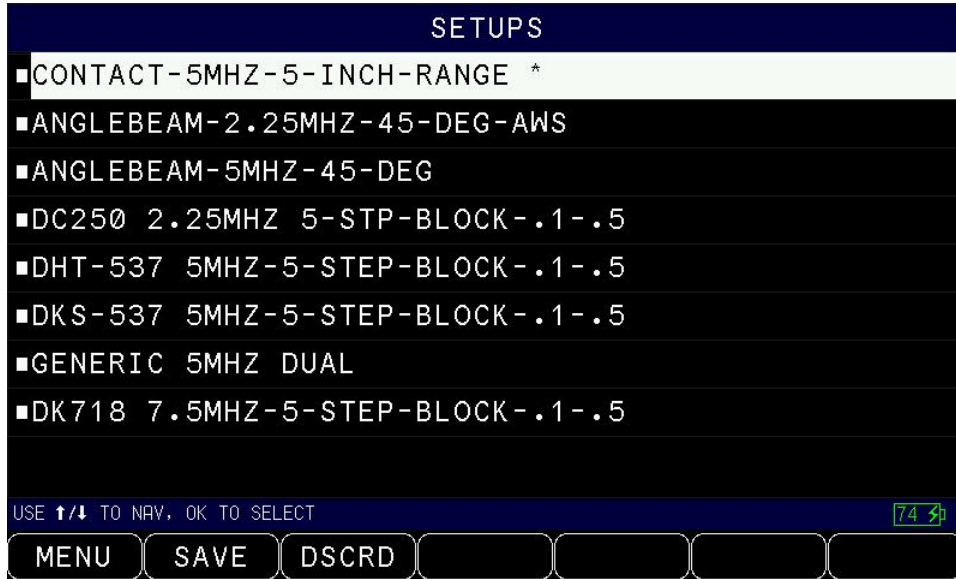 SETUPS
▪CONTACT-5MHZ-5-INCH-RANGE *
▪ANGLEBEAM-2.25MHZ-45-DEG-AWS
▪ANGLEBEAM-5MHZ-45-DEG
▪DC250 2.25MHZ 5-STP-BLOCK-.1-.5
▪DHT-537 5MHZ-5-STEP-BLOCK-.1-.5
▪DKS-537 5MHZ-5-STEP-BLOCK-.1-.5
▪GENERIC 5MHZ DUAL
▪DK718 7.5MHZ-5-STEP-BLOCK-.1-.5
USE ⬆/⬇ TO NAV, OK TO SELECT 74
MENU SAVE DSCRD